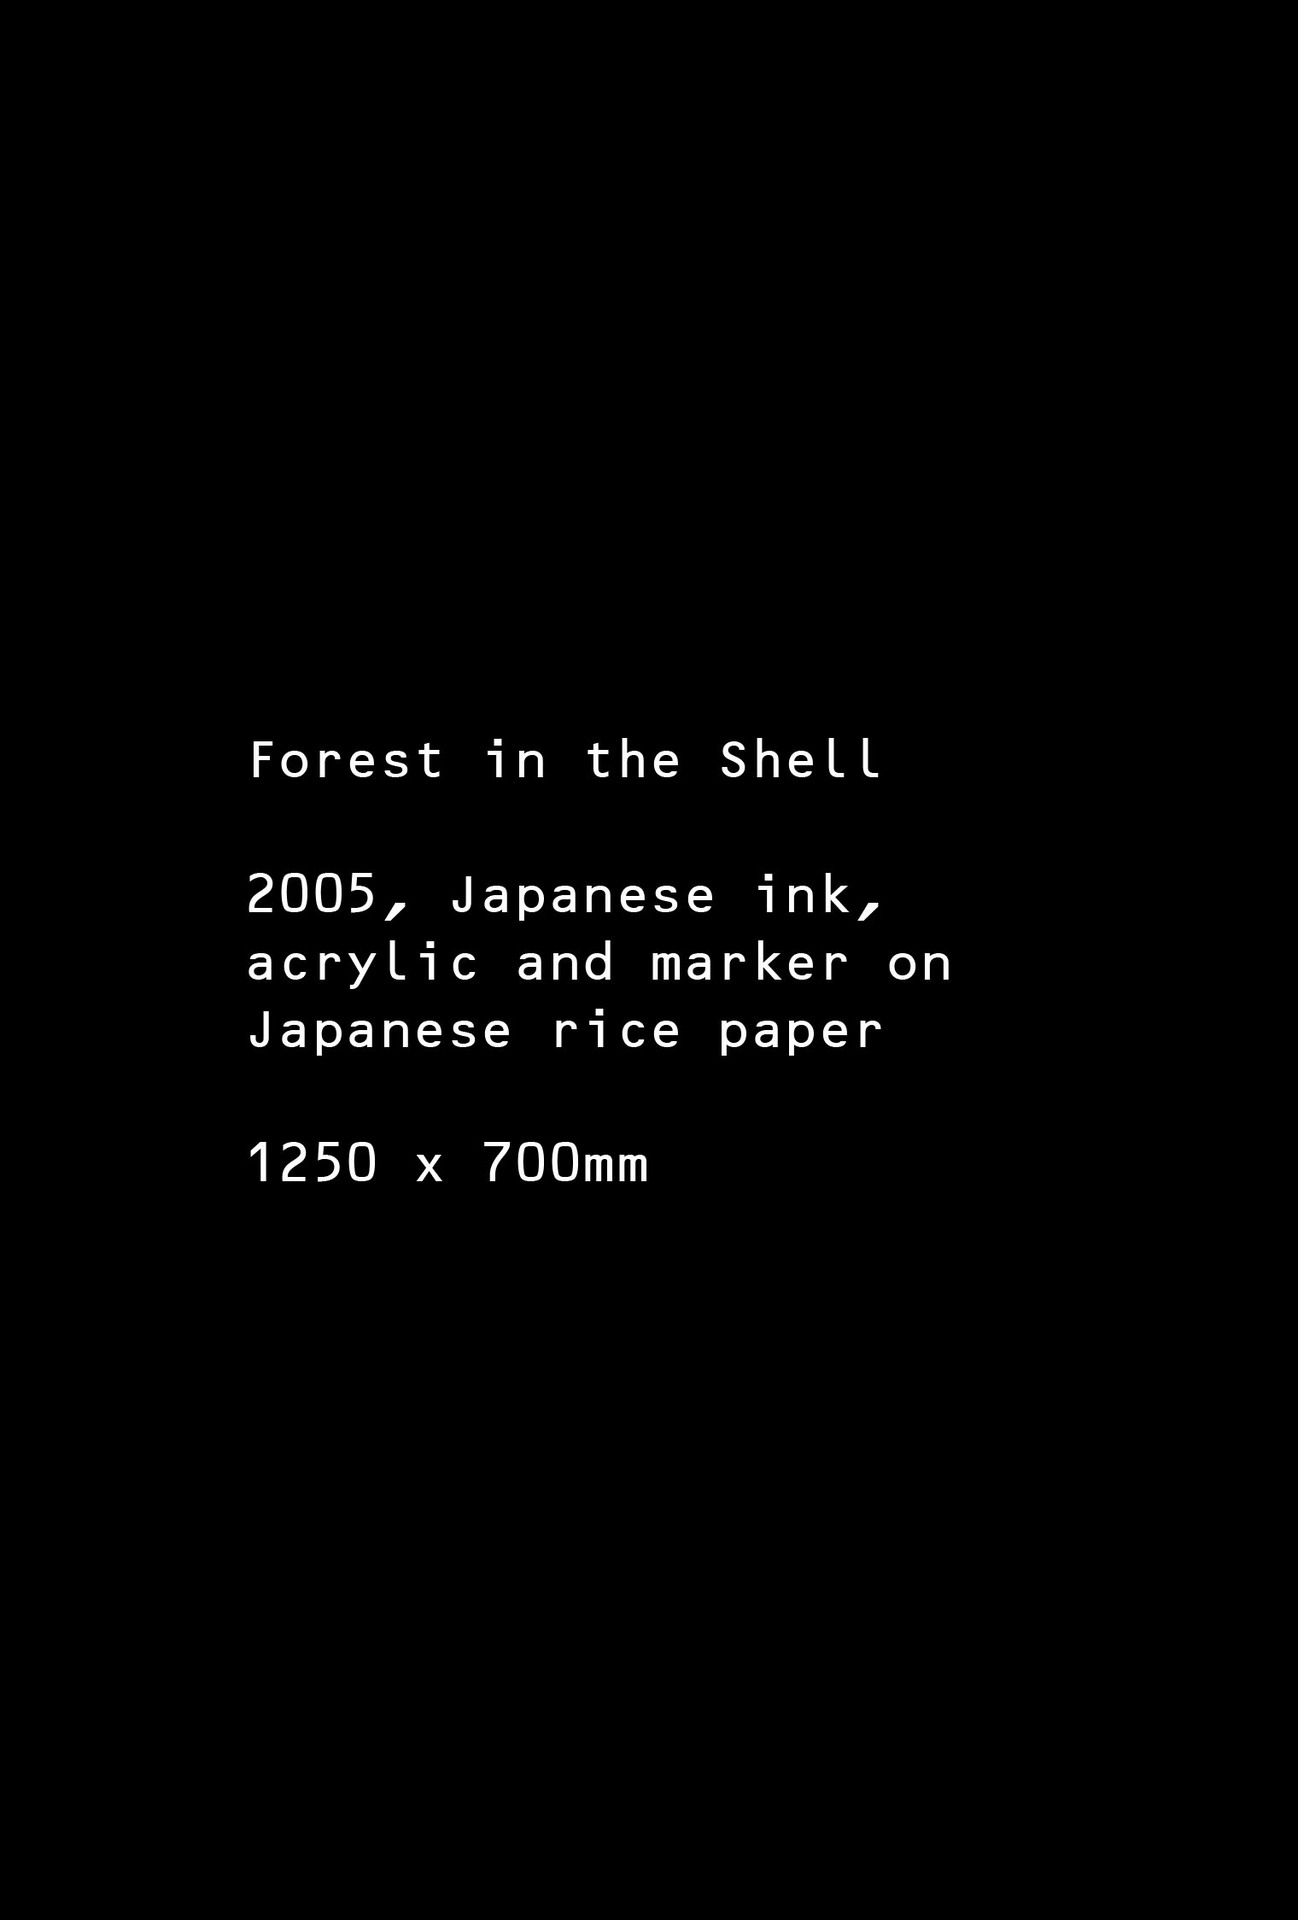 Forest in the Shell
2005, Japanese ink,
acrylic and marker on
Japanese rice paper
1250 x 700mm